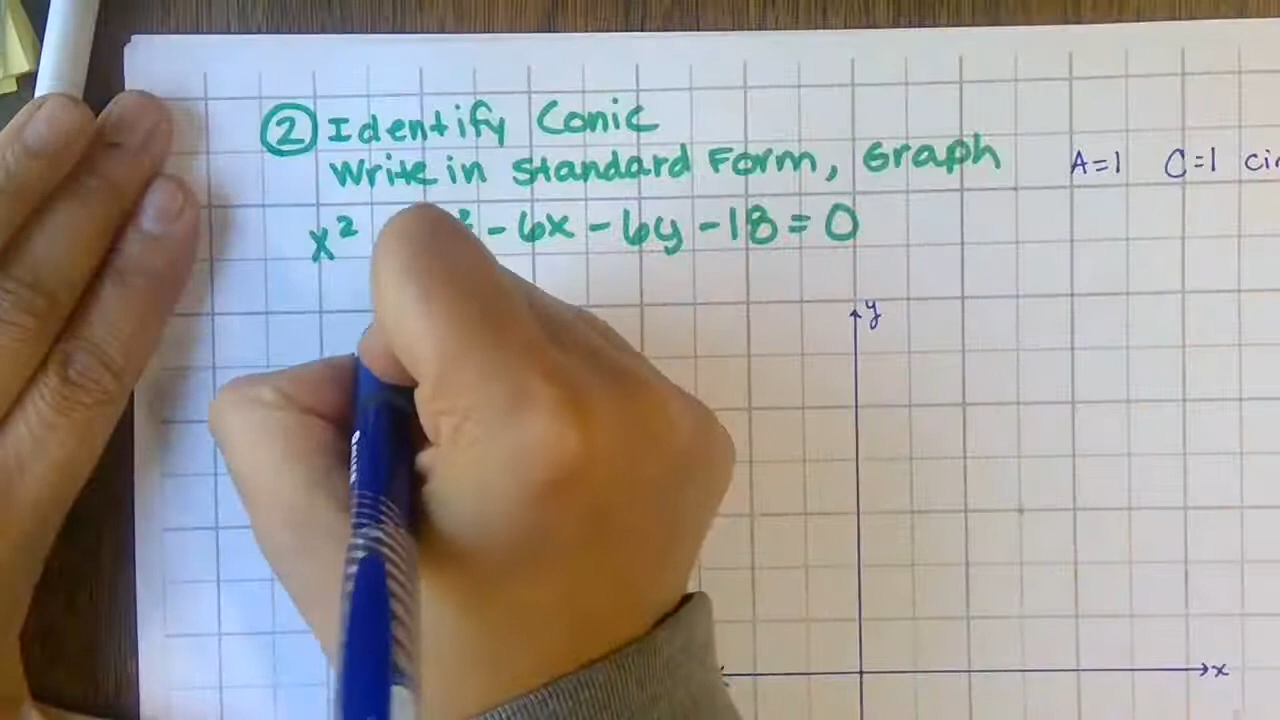 ② Identify Conic
Write in Standard Form, Graph
A=1 C=1
x² - 6x - 6y - 18 = 0
y
x